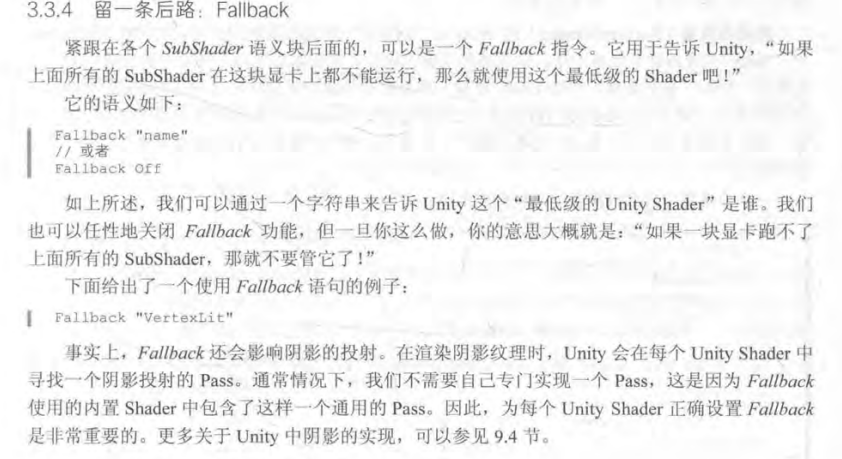 3.3.4 留一条后路：Fallback
紧跟在各个 SubShader 语义块后面的，可以是一个 Fallback 指令。它用于告诉 Unity，“如果
上面所有的 SubShader 在这块显卡上都不能运行，那么就使用这个最低级的 Shader 吧！”
它的语义如下：
Fallback "name"
// 或者
Fallback Off
如上所述，我们可以通过一个字符串来告诉 Unity 这个“最低级的 Unity Shader”是谁。我们
也可以任性地关闭 Fallback 功能，但一旦你这么做，你的意思大概就是：“如果一块显卡跑不了
上面所有的 SubShader，那就不要管它了！”
下面给出了一个使用 Fallback 语句的例子：
Fallback "VertexLit"
事实上，Fallback 还会影响阴影的投射。在渲染阴影纹理时，Unity 会在每个 Unity Shader 中
寻找一个阴影投射的 Pass。通常情况下，我们不需要自己专门实现一个 Pass，这是因为 Fallback
使用的内置 Shader 中包含了这样一个通用的 Pass。因此，为每个 Unity Shader 正确设置 Fallback
是非常重要的。更多关于 Unity 中阴影的实现，可以参见 9.4 节。